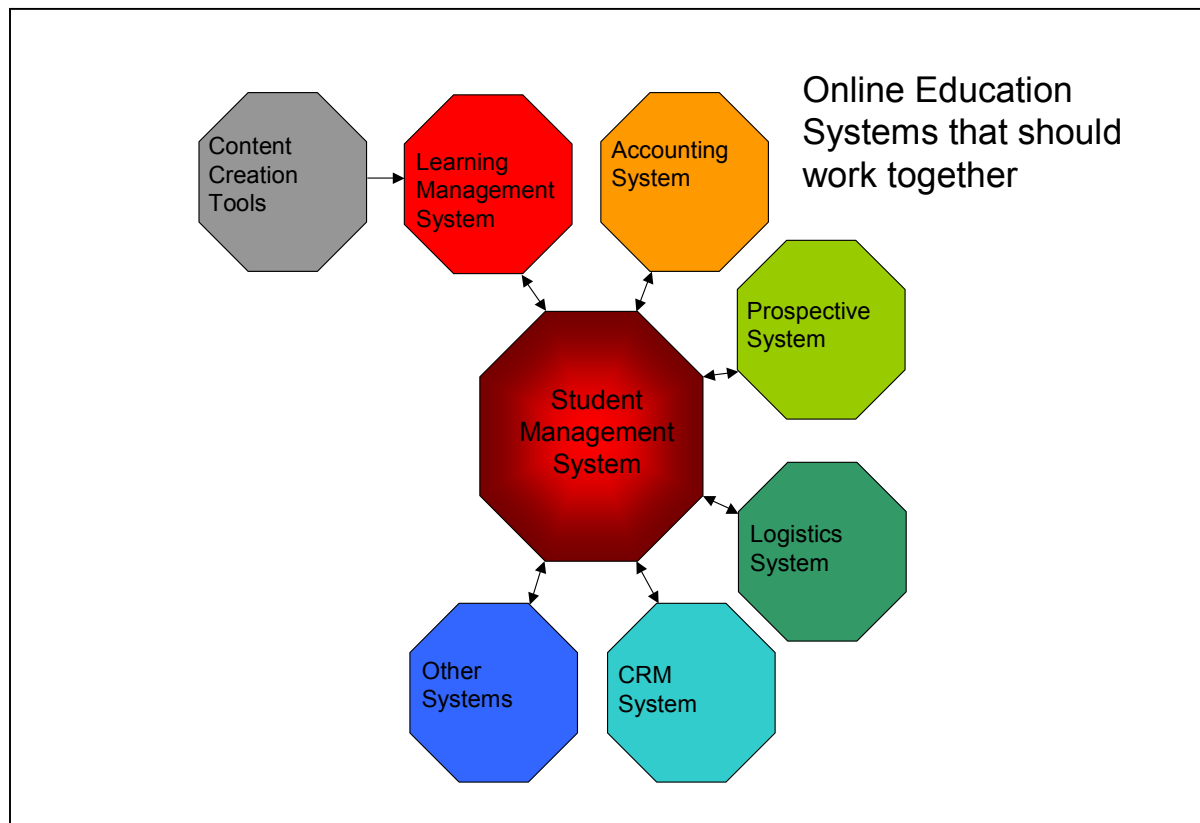 Online Education
Systems that should
work together
Content
Creation
Tools
Learning
Management
System
Accounting
System
Prospective
System
Student
Management
System
Logistics
System
Other
Systems
CRM
System